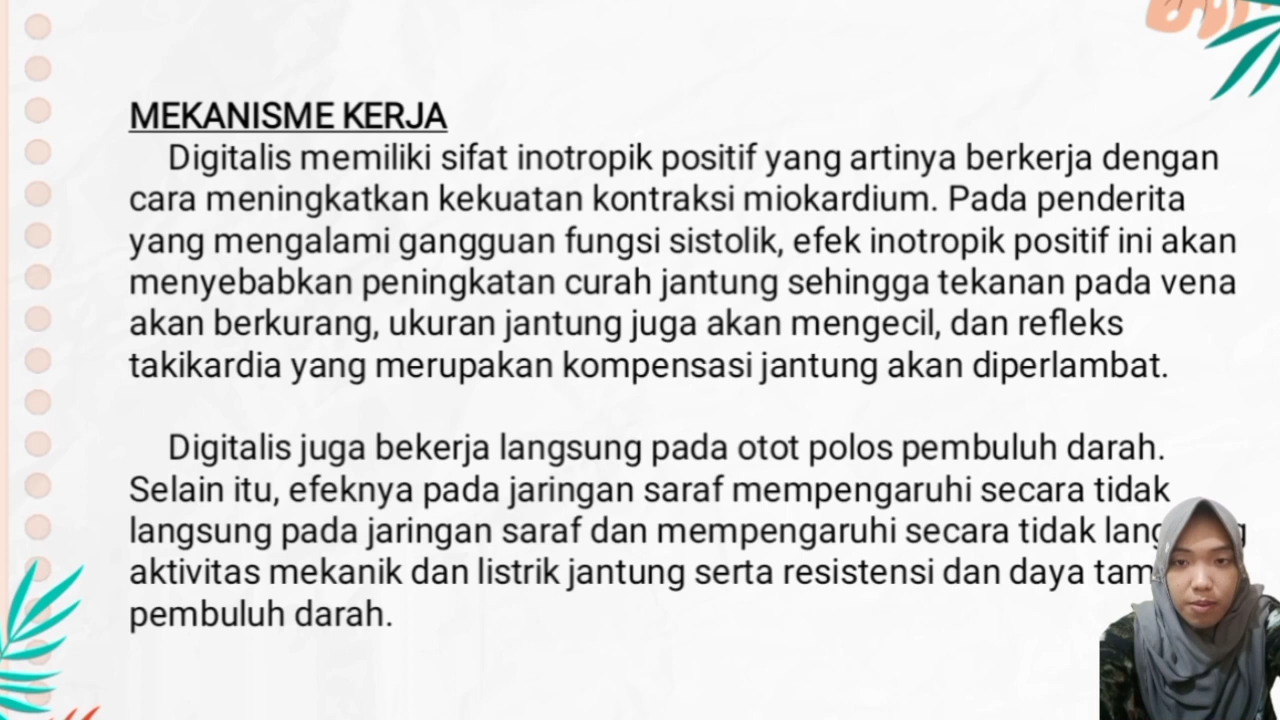 MEKANISME KERJA
Digitalis memiliki sifat inotropik positif yang artinya berkerja dengan
cara meningkatkan kekuatan kontraksi miokardium. Pada penderita
yang mengalami gangguan fungsi sistolik, efek inotropik positif ini akan
menyebabkan peningkatan curah jantung sehingga tekanan pada vena
akan berkurang, ukuran jantung juga akan mengecil, dan refleks
takikardia yang merupakan kompensasi jantung akan diperlambat.
Digitalis juga bekerja langsung pada otot polos pembuluh darah.
Selain itu, efeknya pada jaringan saraf mempengaruhi secara tidak
langsung pada jaringan saraf dan mempengaruhi secara tidak
aktivitas mekanik dan listrik jantung serta resistensi dan daya
pembuluh darah.